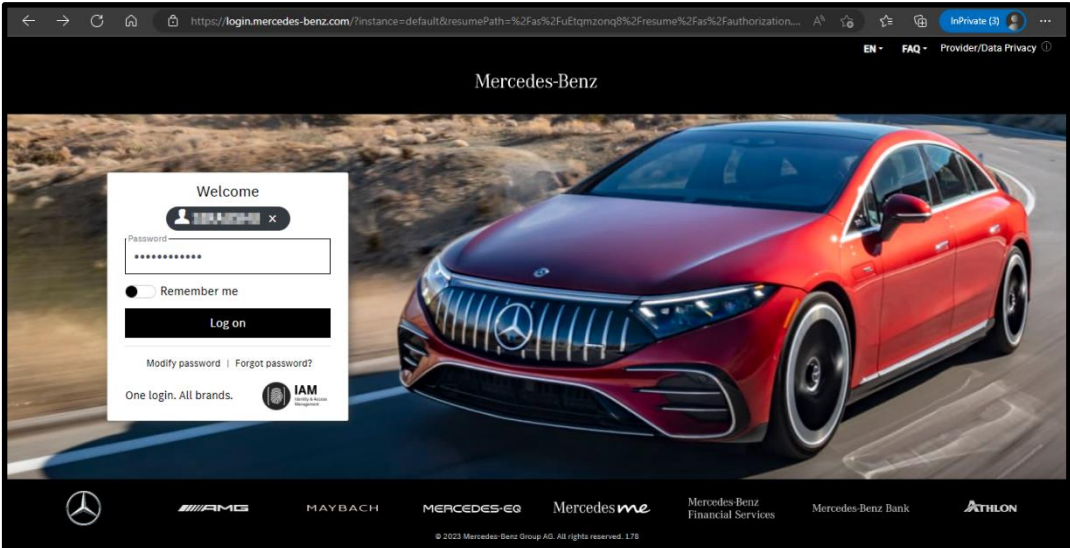 https://login.mercedes-benz.com/?instance=default&resumePath=%2Fas%2FuEtqmzonq8%2Fresume%2Fas%2Fauthorization....
InPrivate (3)
EN FAQ Provider/Data Privacy
Mercedes-Benz
Welcome
Password
Remember me
Log on
Modify password | Forgot password?
One login. All brands.
IAM
Identity & Access
Management
AMG
MAYBACH
MERCEDES-EQ
Mercedes me
Mercedes-Benz
Financial Services
Mercedes-Benz Bank
ATHLON
© 2023 Mercedes-Benz Group AG. All rights reserved. 1.78